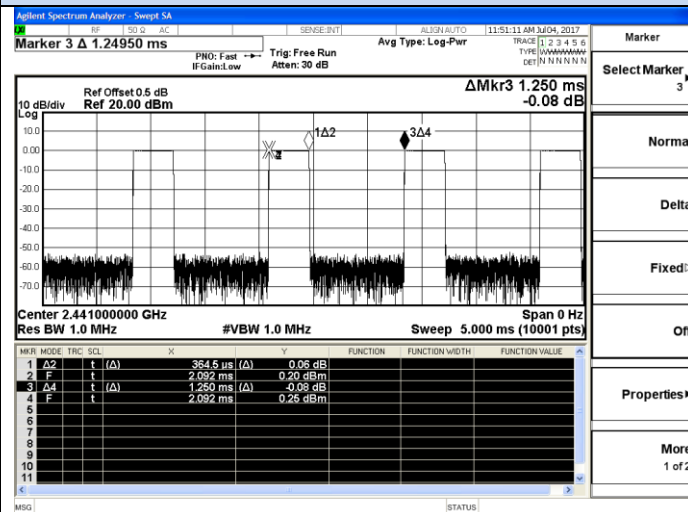 Agilent Spectrum Analyzer - Swept SA
RF 50 Ω AC SENSE:INT ALIGN AUTO 11:51:11 AM Jul 04, 2017
Marker 3 Δ 1.24950 ms
PNO: Fast
IFGain:Low
Trig: Free Run
Atten: 30 dB
Avg Type: Log-Pwr
TRACE 1 2 3 4 5 6
TYPE WWWWWW
DET N N N N N N
Ref Offset 0.5 dB
10 dB/div Ref 20.00 dBm
Log
ΔMkr3 1.250 ms
-0.08 dB
10.0
0.00
-10.0
-20.0
-30.0
-40.0
-50.0
-60.0
-70.0
1Δ2
3Δ4
Center 2.441000000 GHz Span 0 Hz
Res BW 1.0 MHz #VBW 1.0 MHz Sweep 5.000 ms (10001 pts)
MKR MODE TRC SCL X Y FUNCTION FUNCTION WIDTH FUNCTION VALUE
1 Δ2 t (Δ) 364.5 µs (Δ) 0.06 dB
2 F t 2.092 ms 0.20 dBm
3 Δ4 t (Δ) 1.250 ms (Δ) -0.08 dB
4 F t 2.092 ms 0.25 dBm
5
6
7
8
9
10
11
MSG STATUS
Marker
Select Marker
3
Norma
Delta
Fixed
Of
Properties
More
1 of 2